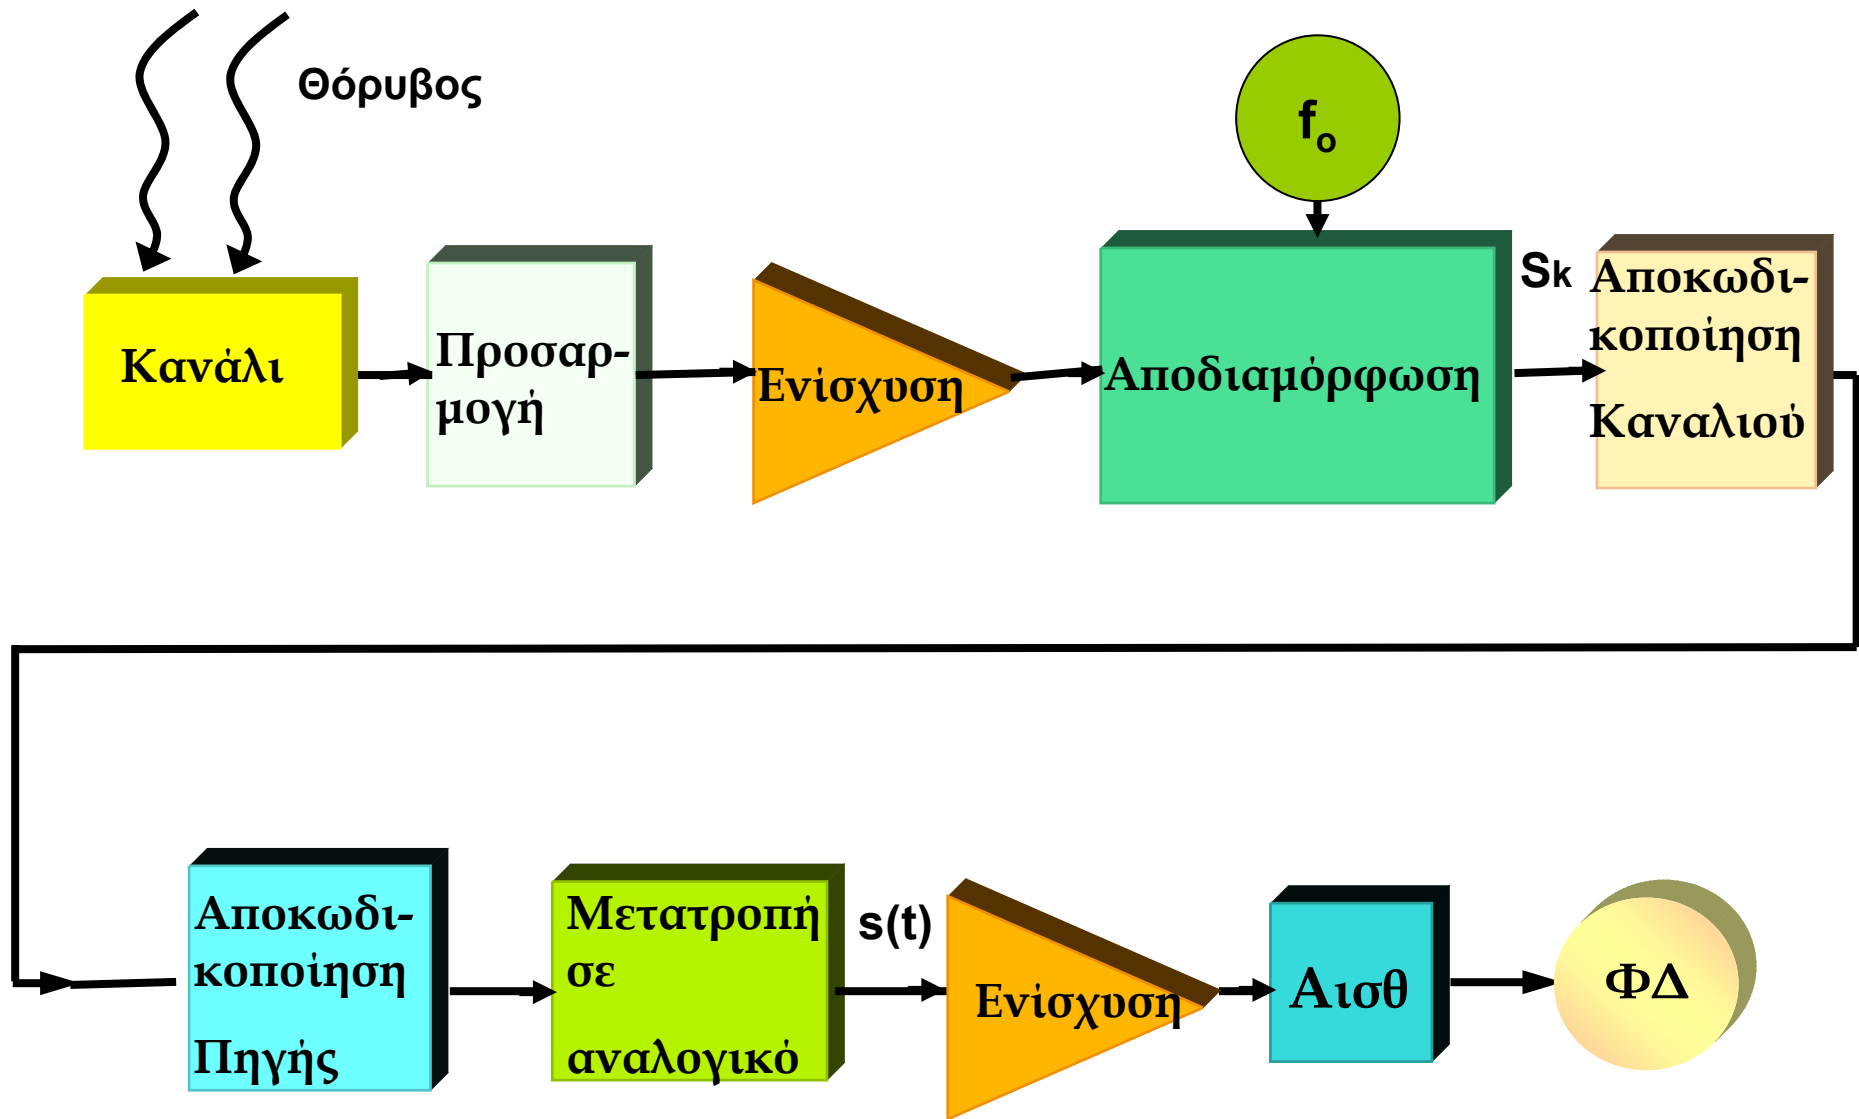 Θόρυβος
fo
Κανάλι
Προσαρ-
μογή
Ενίσχυση
Αποδιαμόρφωση
Sk
Αποκωδι-
κοποίηση
Καναλιού
Αποκωδι-
κοποίηση
Πηγής
Μετατροπή
σε
αναλογικό
s(t)
Ενίσχυση
Αισθ
ΦΔ